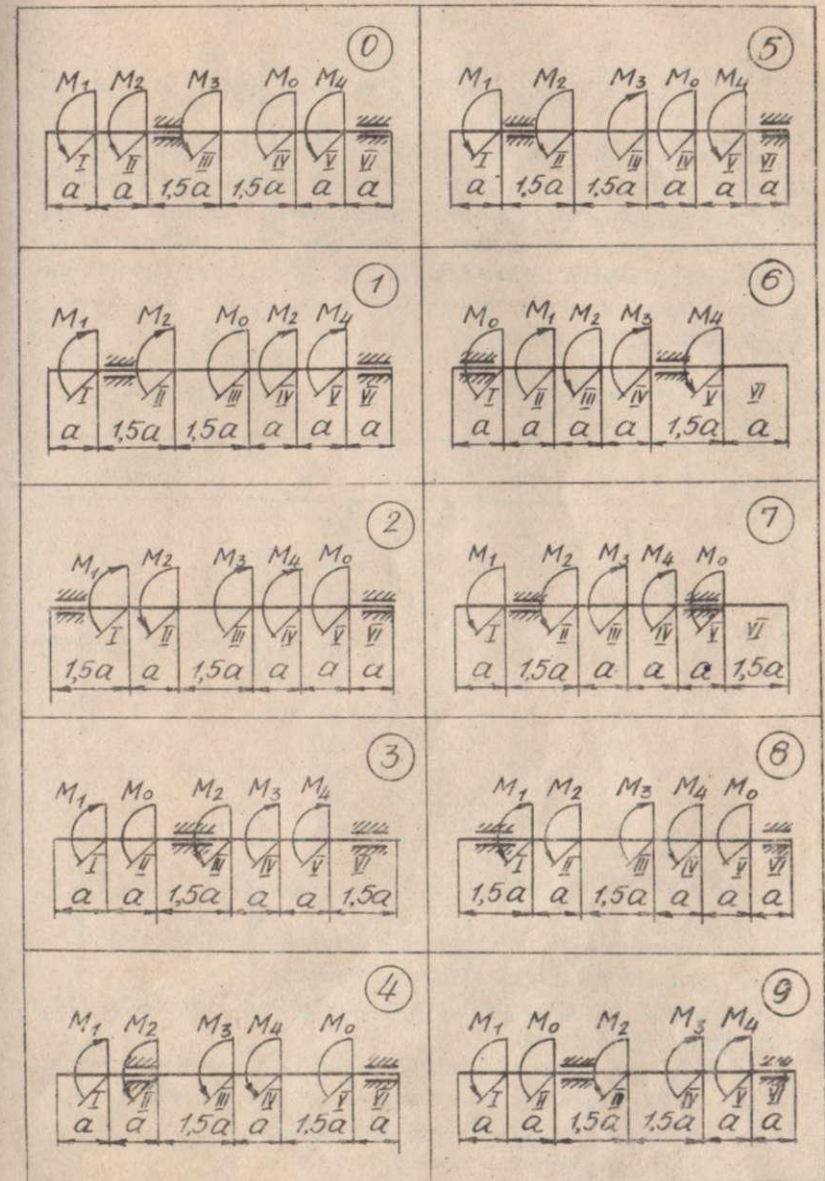 0
M₁ M₂ M₃ M₀ M₄
I II III IV V VI
a a 1,5a 1,5a a a
5
M₁ M₂ M₃ M₀ M₄
I II III IV V VI
a 1,5a 1,5a a a a
1
M₁ M₂ M₀ M₂ M₄
I II III IV V VI
a 1,5a 1,5a a a a
6
M₀ M₁ M₂ M₃ M₄
I II III IV V VI
a a a a 1,5a a
2
M₁ M₂ M₃ M₄ M₀
I II III IV V VI
1,5a a 1,5a a a a
7
M₁ M₂ M₃ M₄ M₀
I II III IV V VI
a 1,5a a a a 1,5a
3
M₁ M₀ M₂ M₃ M₄
I II III IV V VI
a a 1,5a a a 1.5a
8
M₁ M₂ M₃ M₄ M₀
I II III IV V VI
1,5a a 1,5a a a a
4
M₁ M₂ M₃ M₄ M₀
I II III IV V VI
a a 1,5a a 1.5a a
9
M₁ M₀ M₂ M₃ M₄
I II III IV V VI
a a 1,5a 1.5a a a